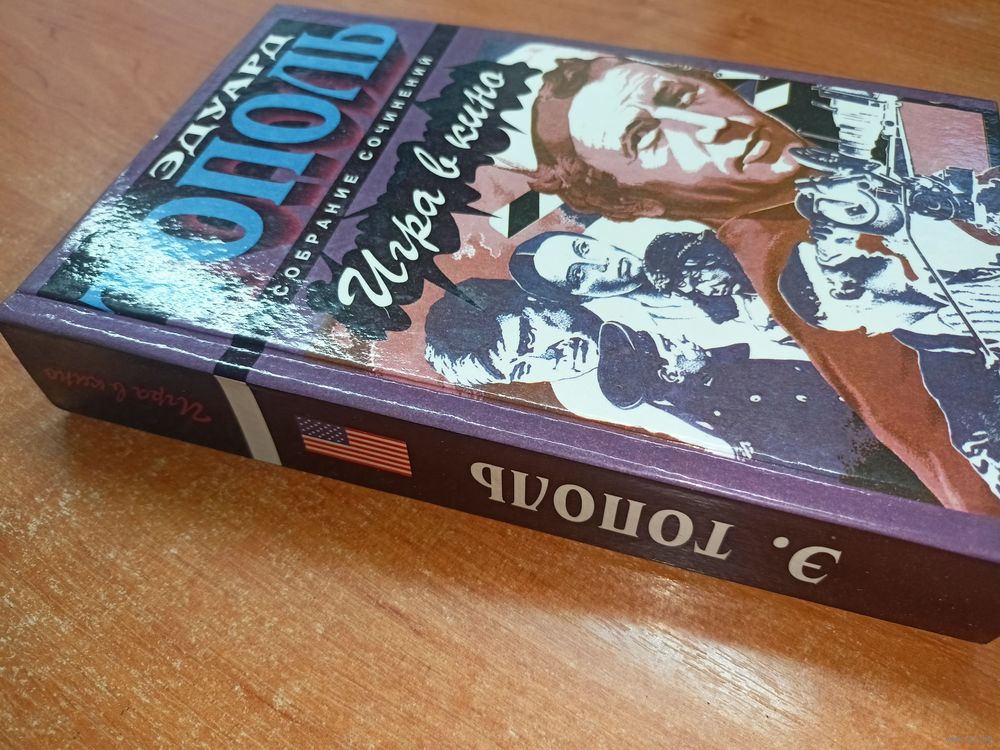 ЭДУАРД
ТОПОЛЬ
СОБРАНИЕ СОЧИНЕНИЙ
Игра в кино
Э. ТОПОЛЬ
Игра в кино